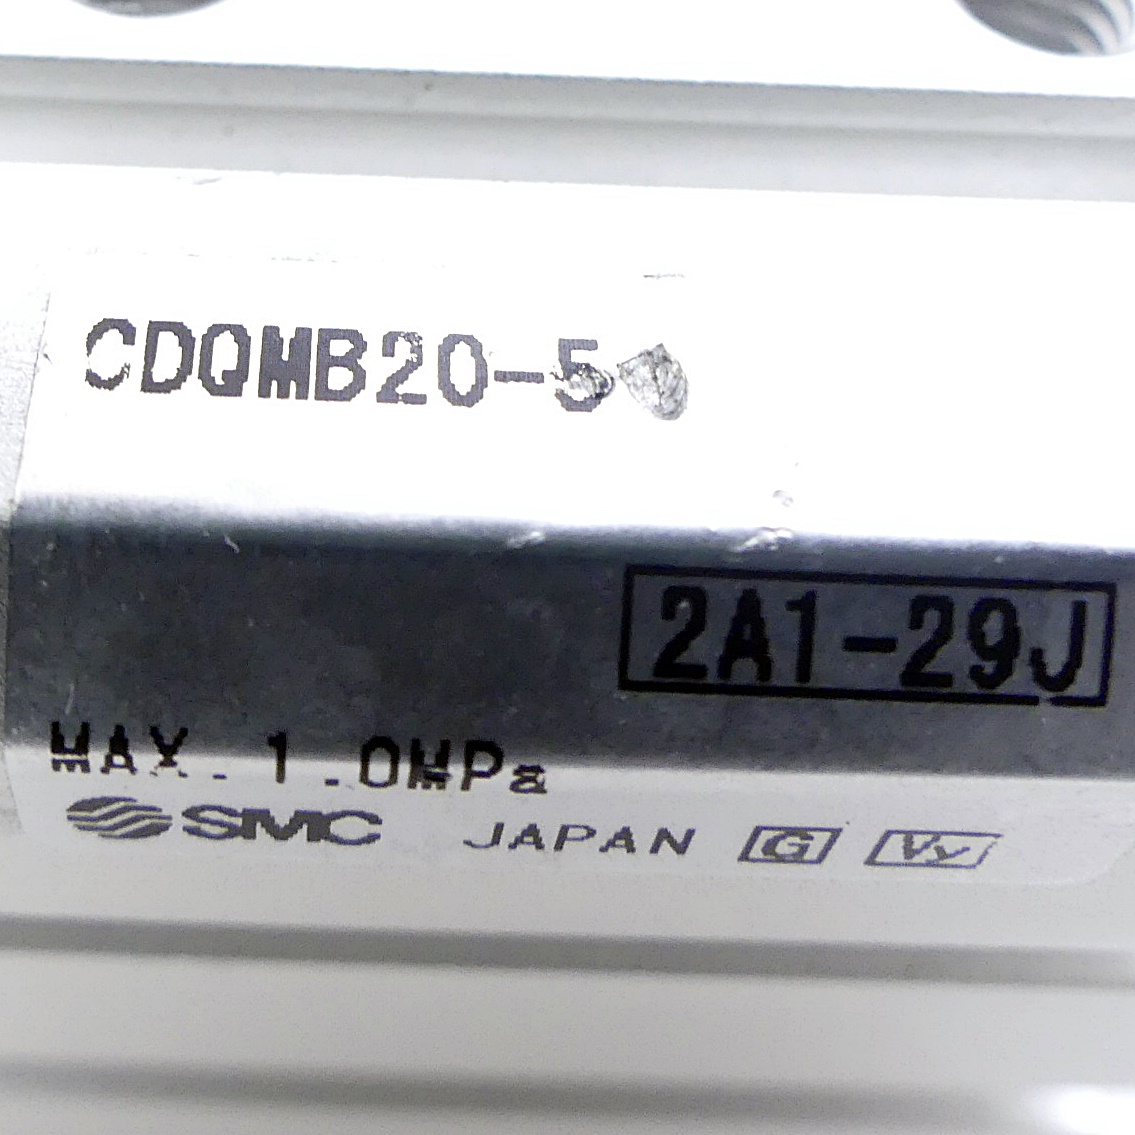 CDQMB20-5
2A1-29J
MAX. 1.0MPa
SMC JAPAN G Vy